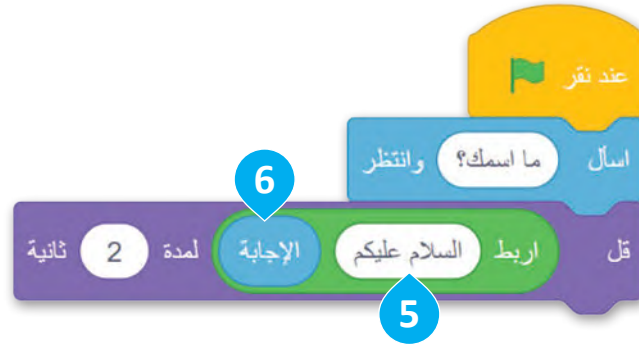 عند نقر
اسأل ما اسمك؟ وانتظر
6
قل اربط السلام عليكم الإجابة لمدة 2 ثانية
5